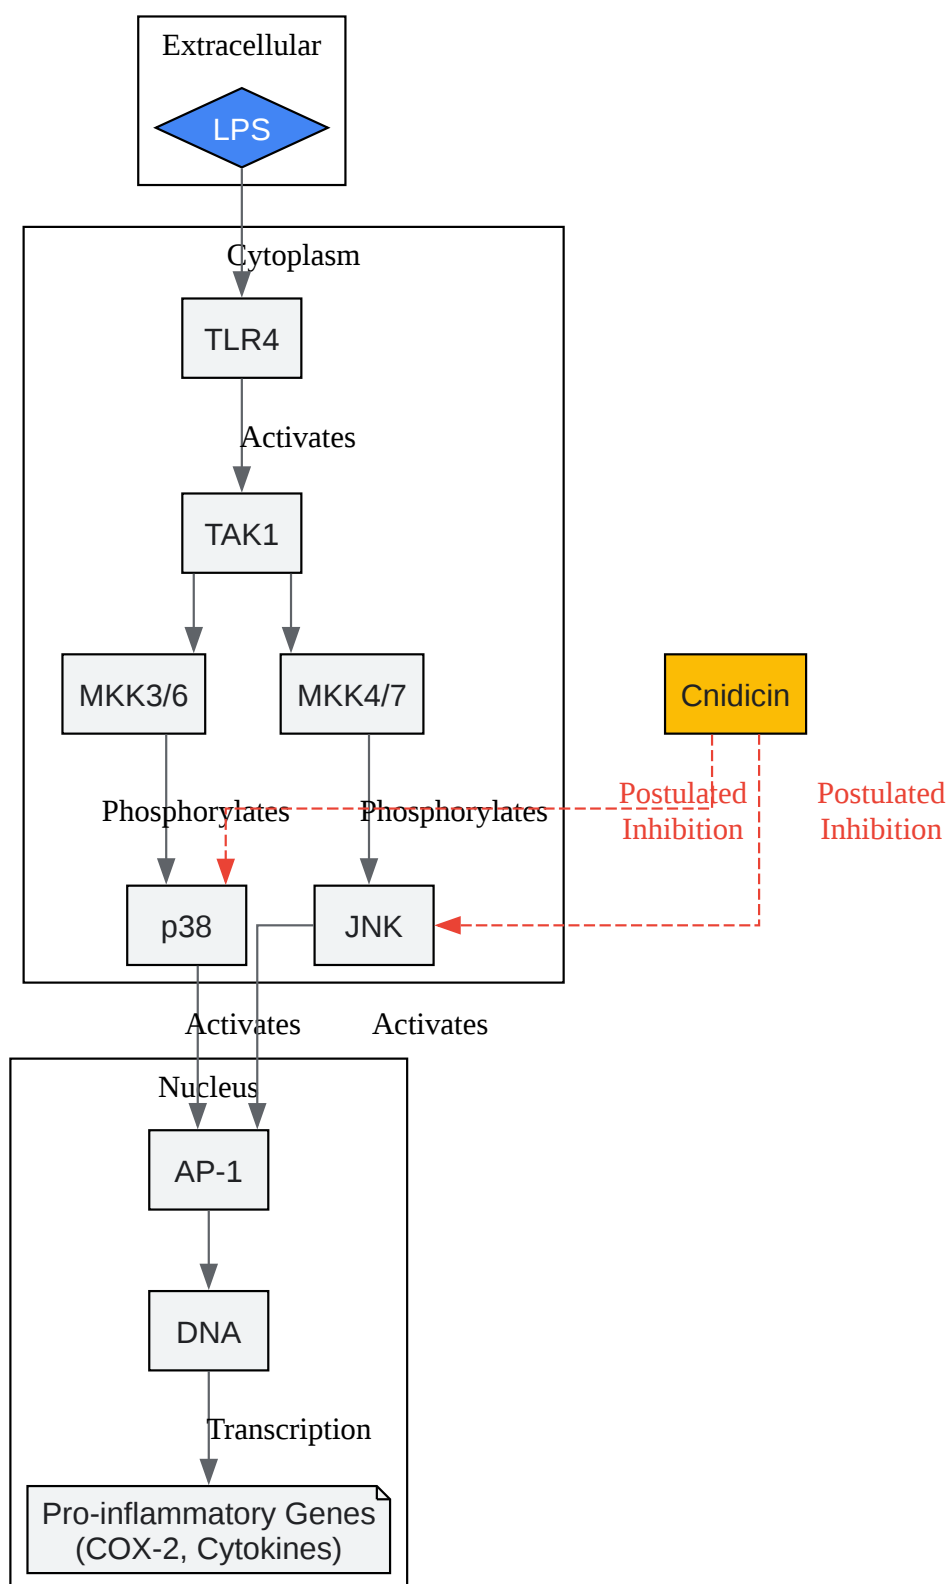 Extracellular
LPS
Cytoplasm
TLR4
Activates
TAK1
MKK3/6
MKK4/7
Cnidicin
Phosphorylates
Phosphorylates
Postulated
Inhibition
Postulated
Inhibition
p38
JNK
Activates
Activates
Nucleus
AP-1
DNA
Transcription
Pro-inflammatory Genes
(COX-2, Cytokines)